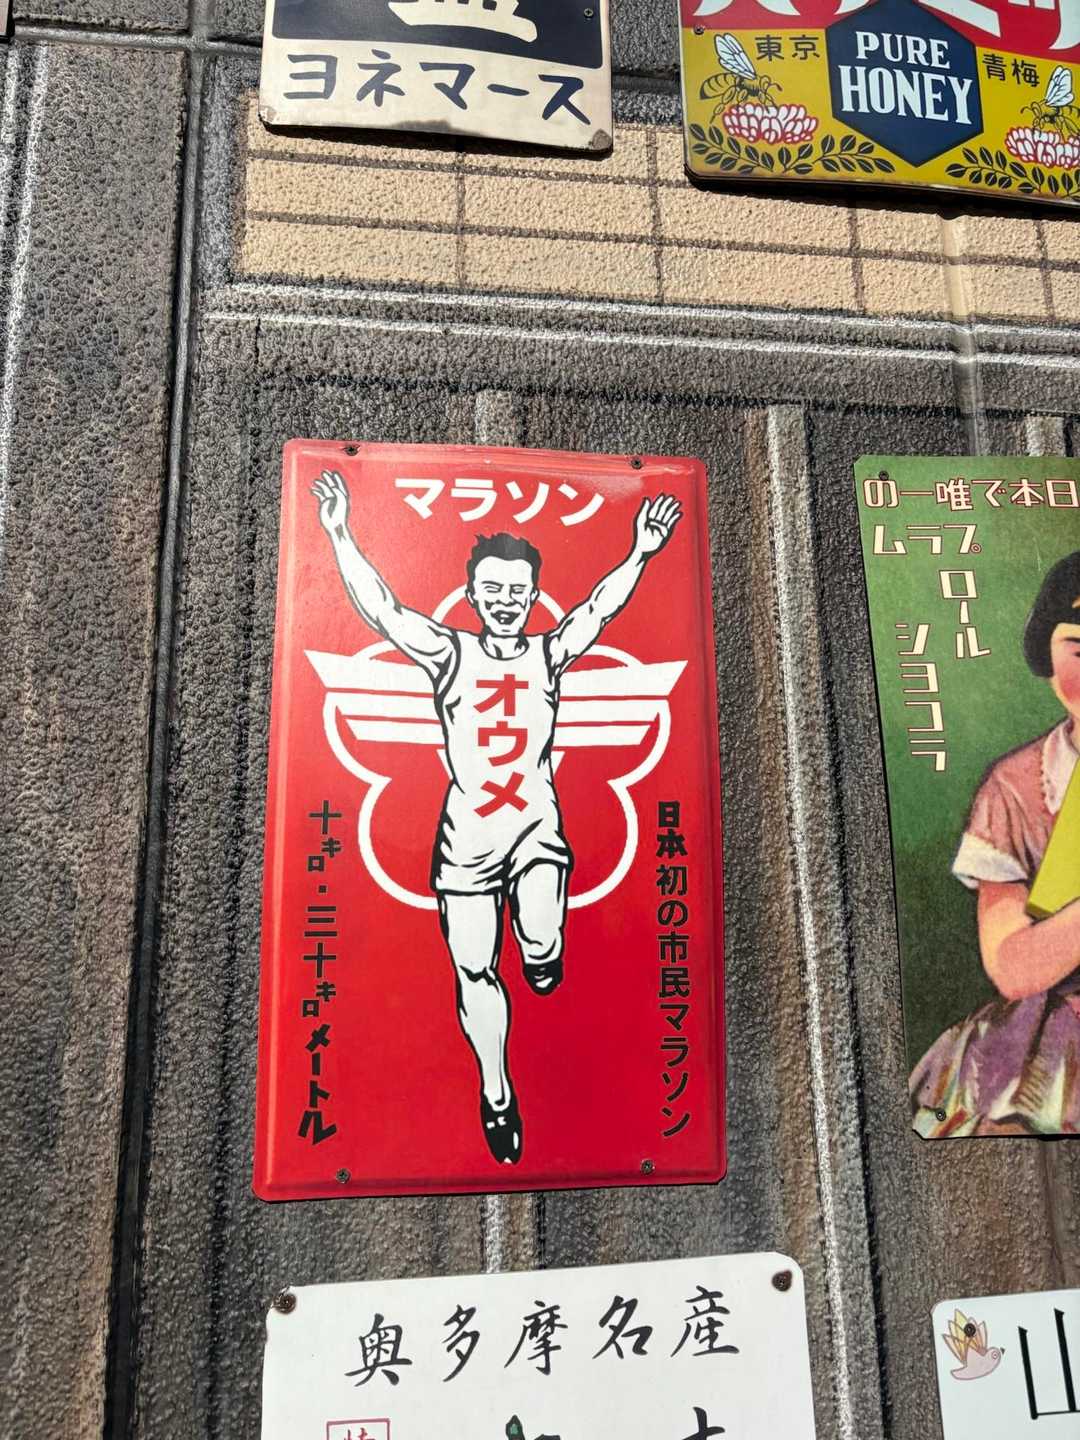 ヨネマース
東京
PURE
HONEY
青梅
マラソン
オウメ
日本初の市民マラソン
十キロ・三十キロメートル
日本で唯一の
プラム
ロール
ショコラ
奥多摩名産
山